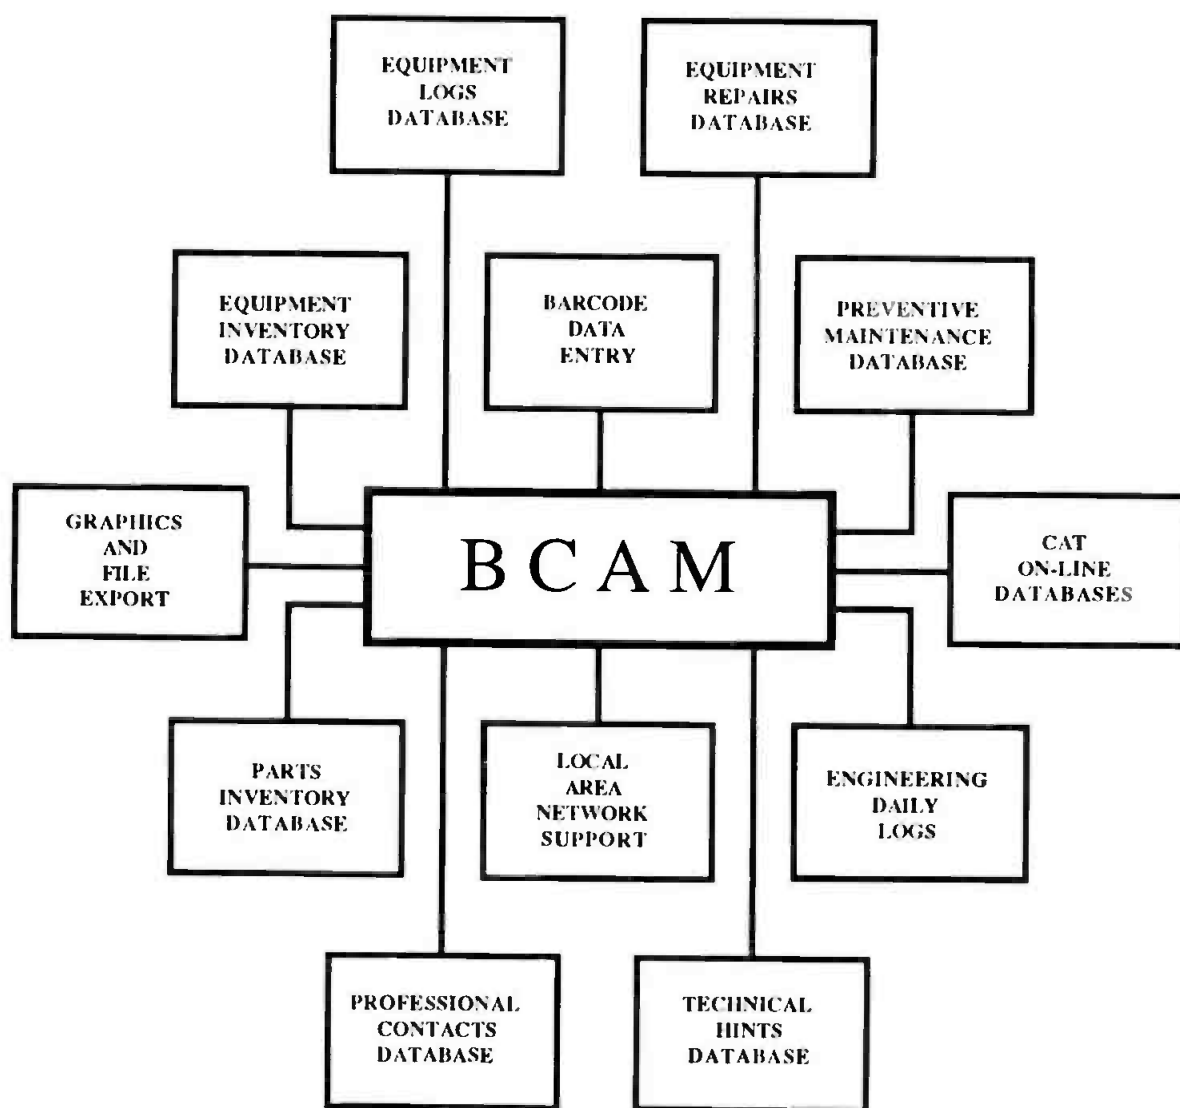 EQUIPMENT
LOGS
DATABASE
EQUIPMENT
REPAIRS
DATABASE
EQUIPMENT
INVENTORY
DATABASE
BARCODE
DATA
ENTRY
PREVENTIVE
MAINTENANCE
DATABASE
GRAPHICS
AND
FILE
EXPORT
BCAM
CAT
ON-LINE
DATABASES
PARTS
INVENTORY
DATABASE
LOCAL
AREA
NETWORK
SUPPORT
ENGINEERING
DAILY
LOGS
PROFESSIONAL
CONTACTS
DATABASE
TECHNICAL
HINTS
DATABASE